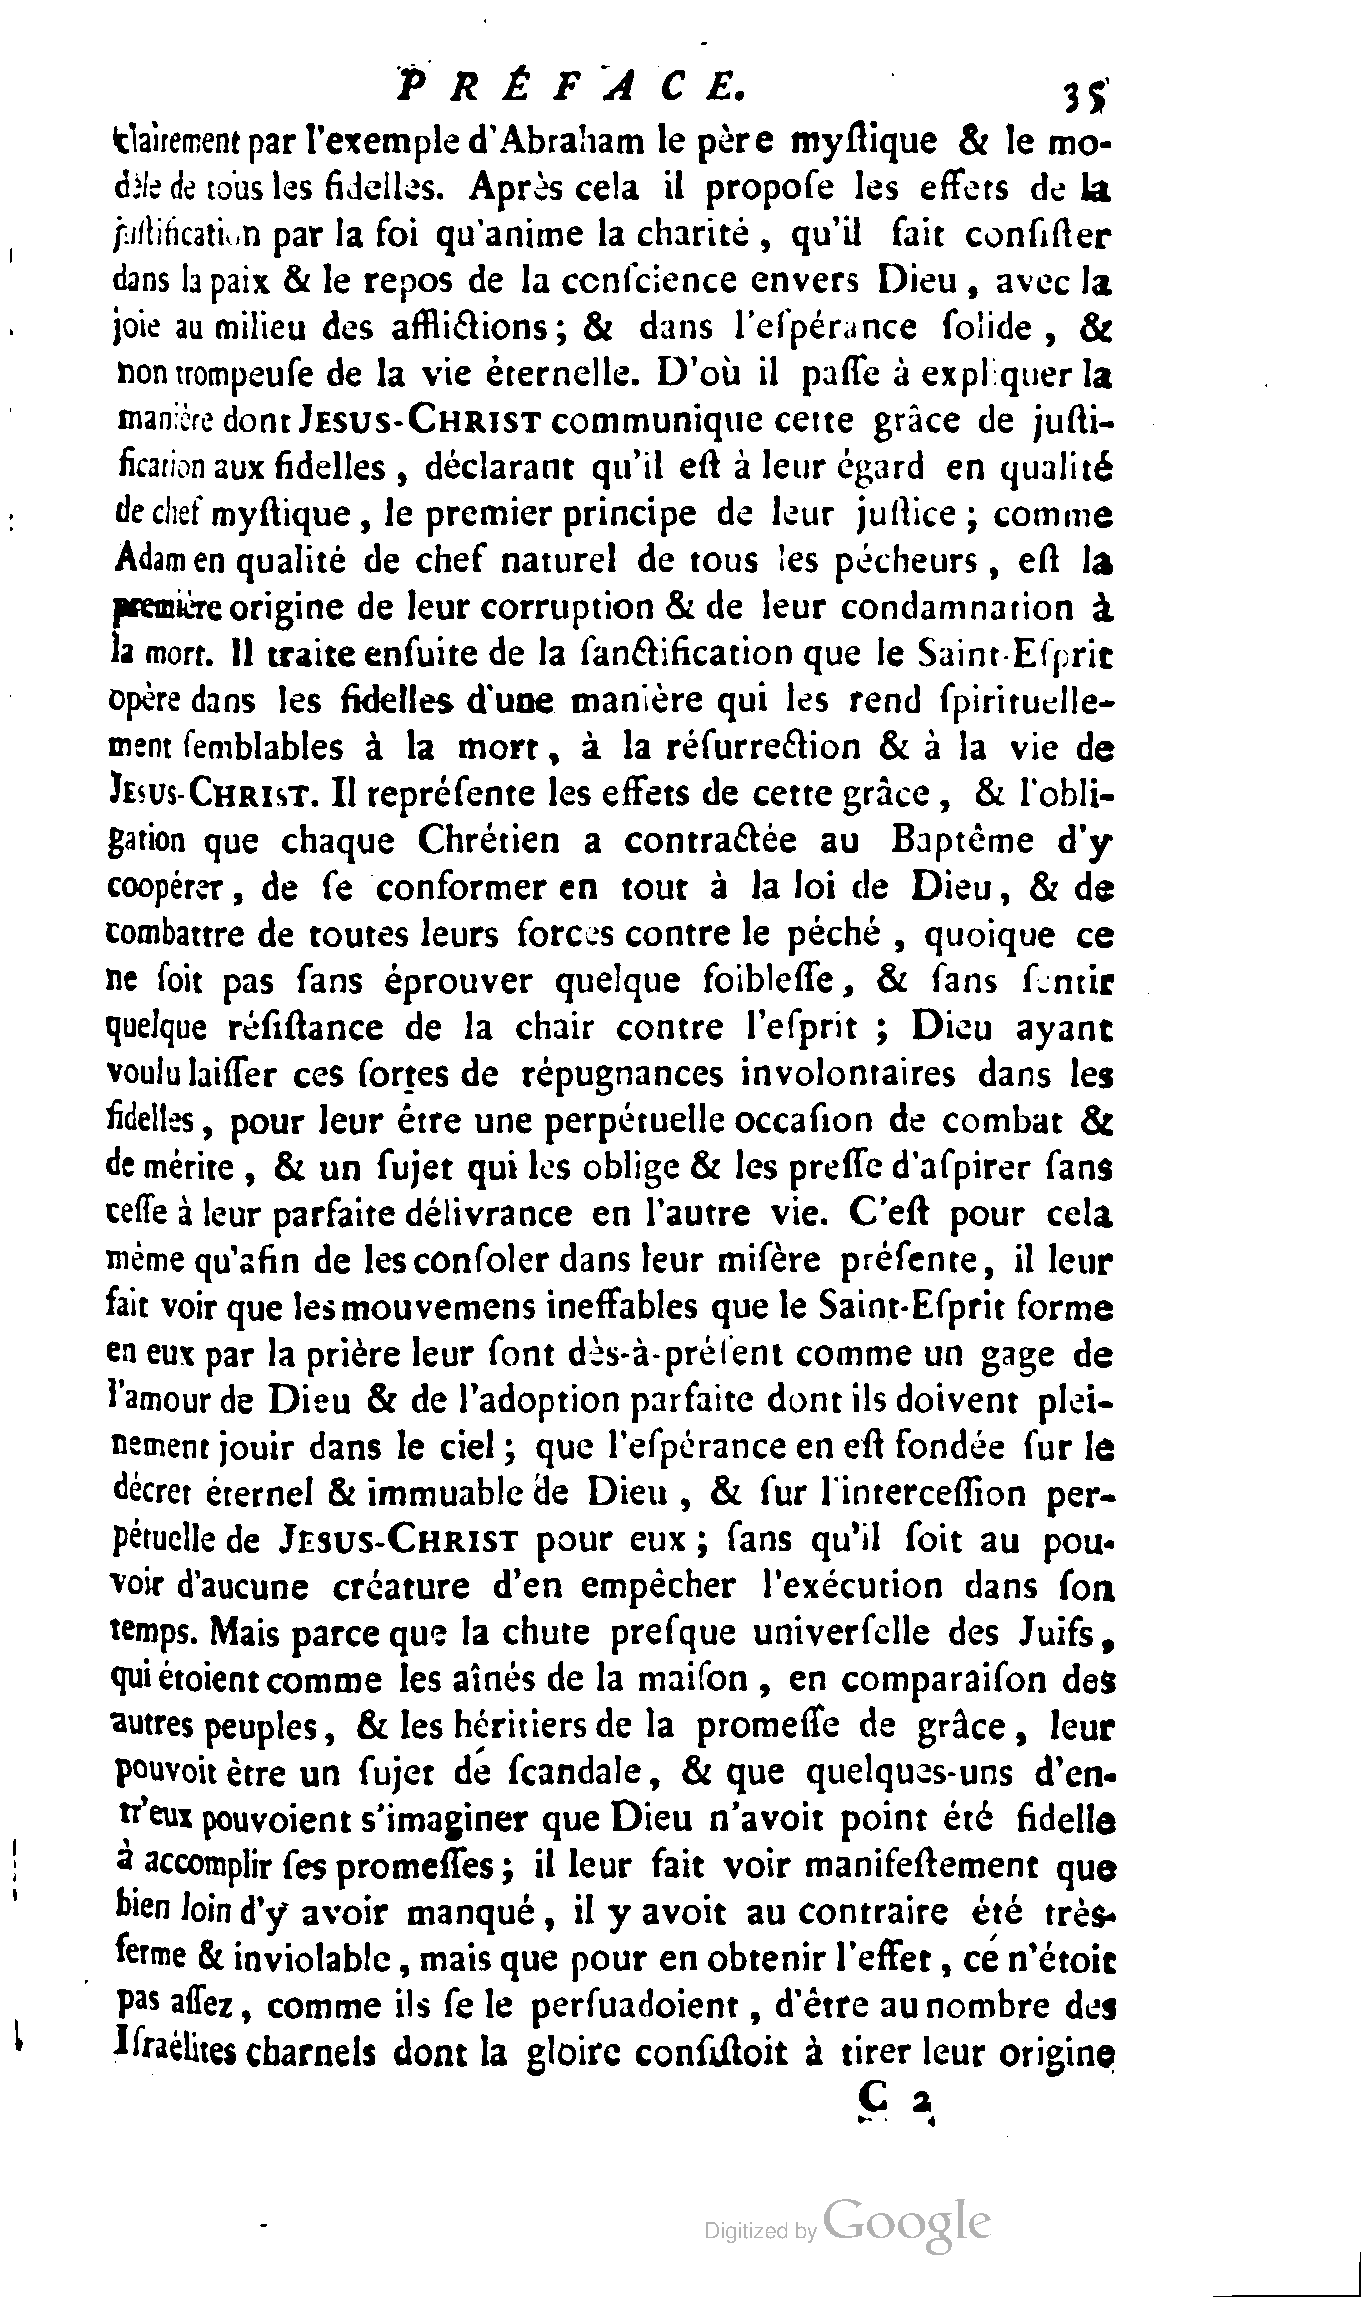 PRÉFACE. 35
clairement par l'exemple d'Abraham le père myſtique & le mo-
dèle de tous les fidelles. Après cela il propoſe les effets de la
juſtification par la foi qu'anime la charité, qu'il fait conſiſter
dans la paix & le repos de la conſcience envers Dieu, avec la
joie au milieu des afflictions; & dans l'eſpérance ſolide, &
non trompeuſe de la vie éternelle. D'où il paſſe à expliquer la
manière dont JESUS-CHRIST communique cette grâce de juſti-
fication aux fidelles, déclarant qu'il eſt à leur égard en qualité
de chef myſtique, le premier principe de leur juſtice; comme
Adam en qualité de chef naturel de tous les pécheurs, eſt la
première origine de leur corruption & de leur condamnation à
la mort. Il traite enſuite de la ſanctification que le Saint-Eſprit
opère dans les fidelles d'une manière qui les rend ſpirituelle-
ment ſemblables à la mort, à la réſurrection & à la vie de
JESUS-CHRIST. Il repréſente les effets de cette grâce, & l'obli-
gation que chaque Chrétien a contractée au Baptême d'y
coopérer, de ſe conformer en tout à la loi de Dieu, & de
combattre de toutes leurs forces contre le péché, quoique ce
ne ſoit pas ſans éprouver quelque foibleſſe, & ſans ſentir
quelque réſiſtance de la chair contre l'eſprit; Dieu ayant
voulu laiſſer ces ſortes de répugnances involontaires dans les
fidelles, pour leur être une perpétuelle occaſion de combat &
de mérite, & un ſujet qui les oblige & les preſſe d'aſpirer ſans
ceſſe à leur parfaite délivrance en l'autre vie. C'eſt pour cela
même qu'afin de les conſoler dans leur miſère préſente, il leur
fait voir que les mouvemens ineffables que le Saint-Eſprit forme
en eux par la prière leur ſont dès-à-préſent comme un gage de
l'amour de Dieu & de l'adoption parfaite dont ils doivent plei-
nement jouir dans le ciel; que l'eſpérance en eſt fondée ſur le
décret éternel & immuable de Dieu, & ſur l'interceſſion per-
pétuelle de JESUS-CHRIST pour eux; ſans qu'il ſoit au pou-
voir d'aucune créature d'en empêcher l'exécution dans ſon
temps. Mais parce que la chute preſque univerſelle des Juifs,
qui étoient comme les aînés de la maiſon, en comparaiſon des
autres peuples, & les héritiers de la promeſſe de grâce, leur
pouvoit être un ſujet de ſcandale, & que quelques-uns d'en-
tr'eux pouvoient s'imaginer que Dieu n'avoit point été fidelle
à accomplir ſes promeſſes; il leur fait voir manifeſtement que
bien loin d'y avoir manqué, il y avoit au contraire été très-
ferme & inviolable, mais que pour en obtenir l'effet, ce n'étoit
pas aſſez, comme ils ſe le perſuadoient, d'être au nombre des
Iſraélites charnels dont la gloire conſiſtoit à tirer leur origine
C 2
Digitized by Google